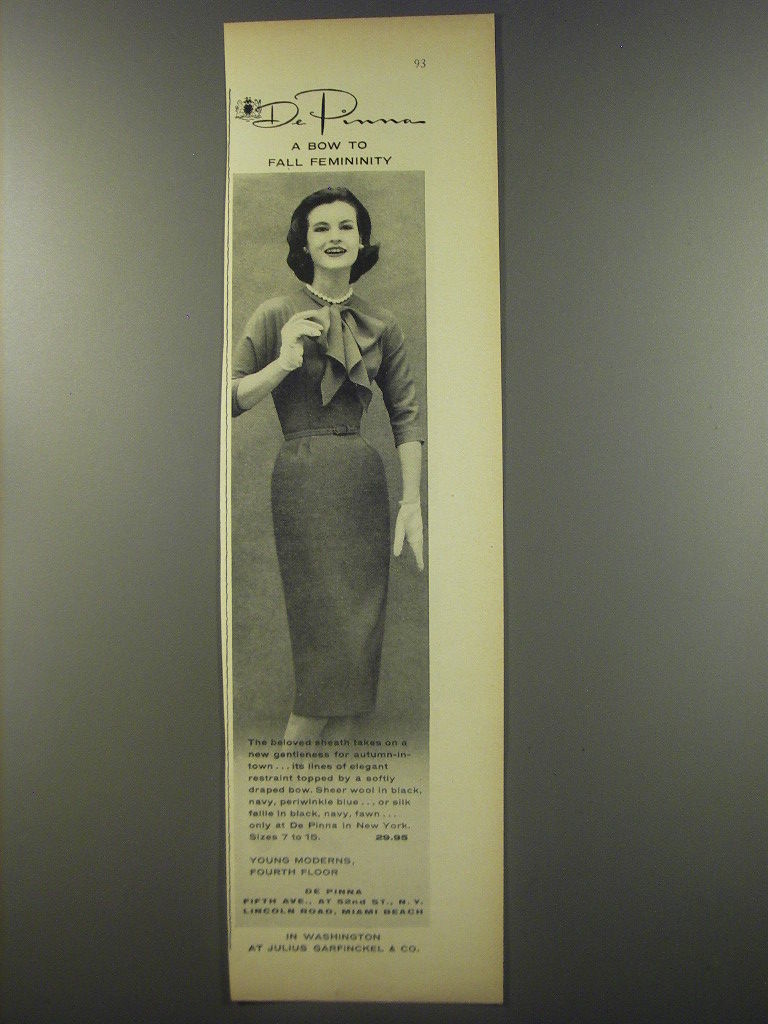 93
De Pinna
A BOW TO
FALL FEMININITY
The beloved sheath takes on a
new gentleness for autumn-in-
town ... its lines of elegant
restraint topped by a softly
draped bow. Sheer wool in black,
navy, periwinkle blue ... or silk
faille in black, navy, fawn ...
only at De Pinna in New York.
Sizes 7 to 15. 29.95
YOUNG MODERNS,
FOURTH FLOOR
DE PINNA
FIFTH AVE., AT 52nd ST., N. Y.
LINCOLN ROAD, MIAMI BEACH
IN WASHINGTON
AT JULIUS GARFINCKEL & CO.